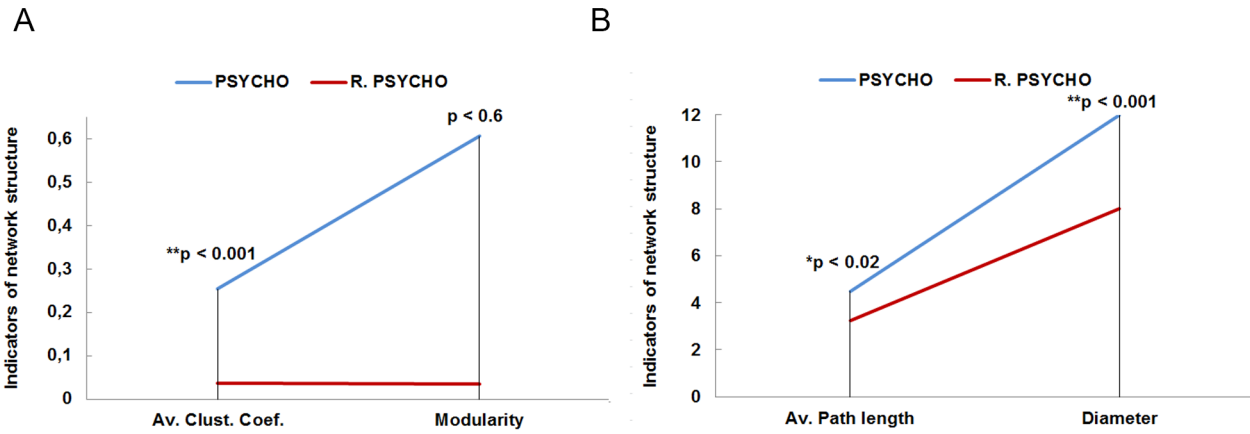 A
PSYCHO R. PSYCHO
Indicators of network structure
0,6
0,5
0,4
0,3
0,2
0,1
0
p < 0.6
**p < 0.001
Av. Clust. Coef. Modularity
B
PSYCHO R. PSYCHO
Indicators of network structure
12
10
8
6
4
2
0
**p < 0.001
*p < 0.02
Av. Path length Diameter